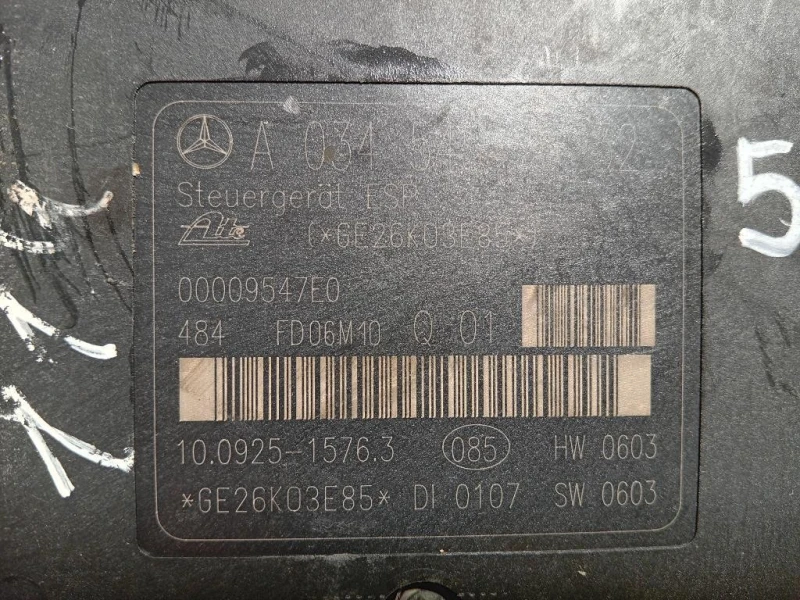 A 034
Steuergerät ESP
Ate (*GE26K03E85*)
00009547E0
484 FD06M10 Q 01
10.0925-1576.3 085 HW 0603
*GE26K03E85* DI 0107 SW 0603
5